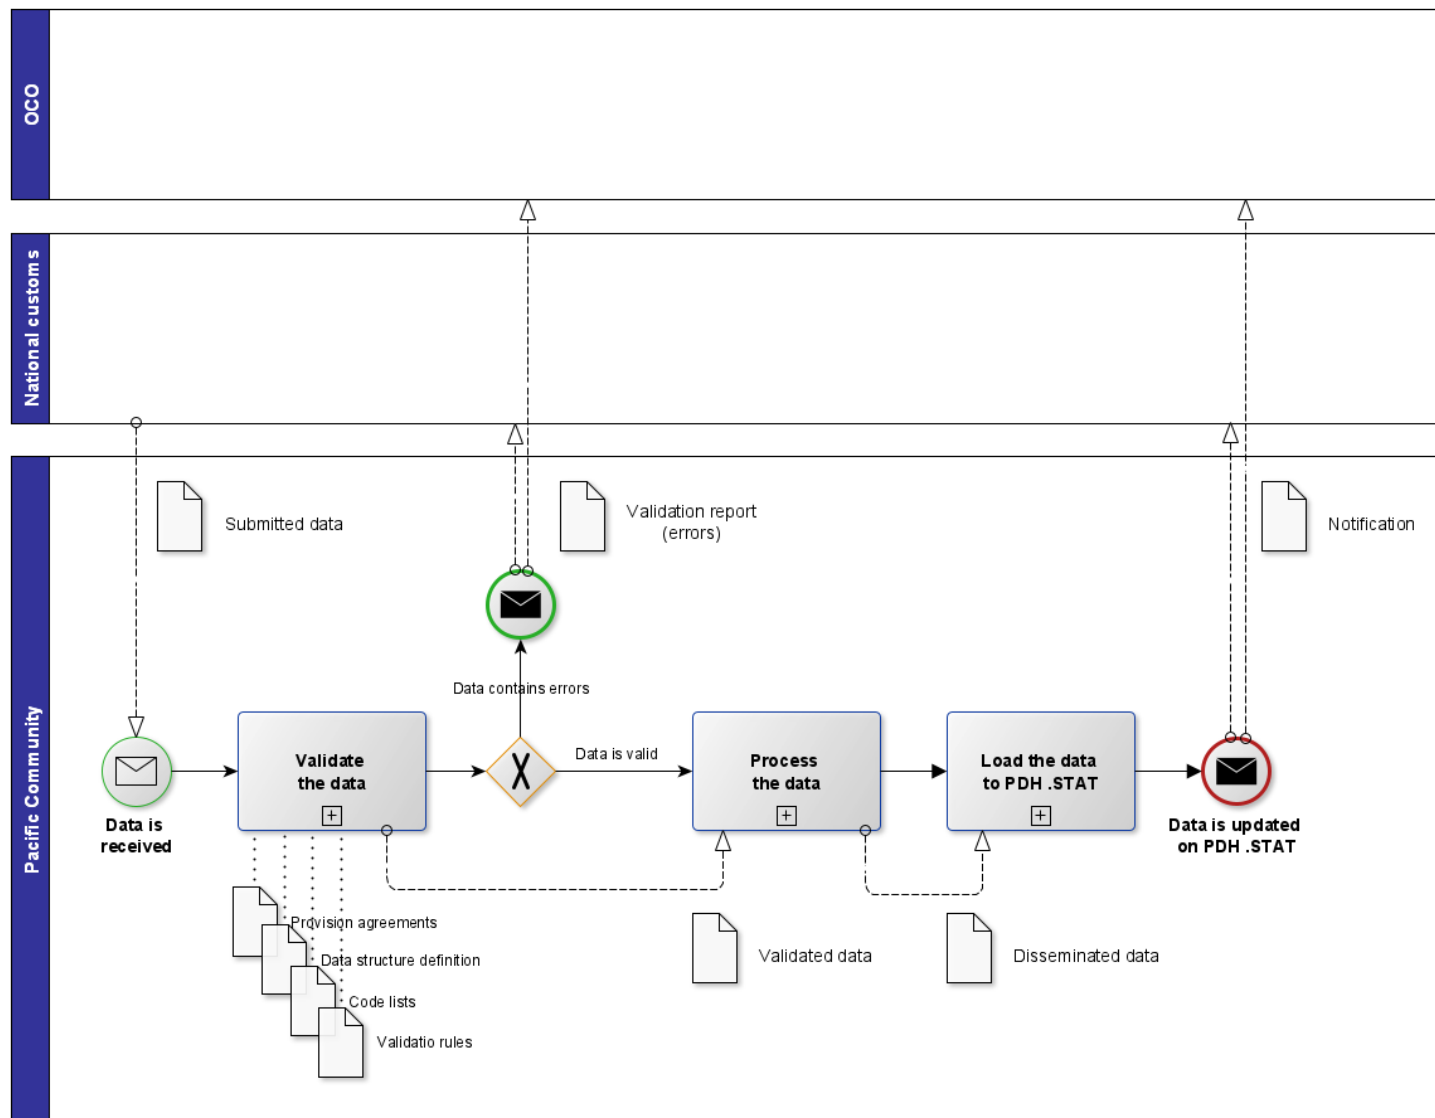 OCO
National customs
Pacific Community
Submitted data
Validation report
(errors)
Notification
Data contains errors
Validate
the data
Data is valid
Process
the data
Load the data
to PDH .STAT
Data is
received
Data is updated
on PDH .STAT
Provision agreements
Data structure definition
Code lists
Validatio rules
Validated data
Disseminated data